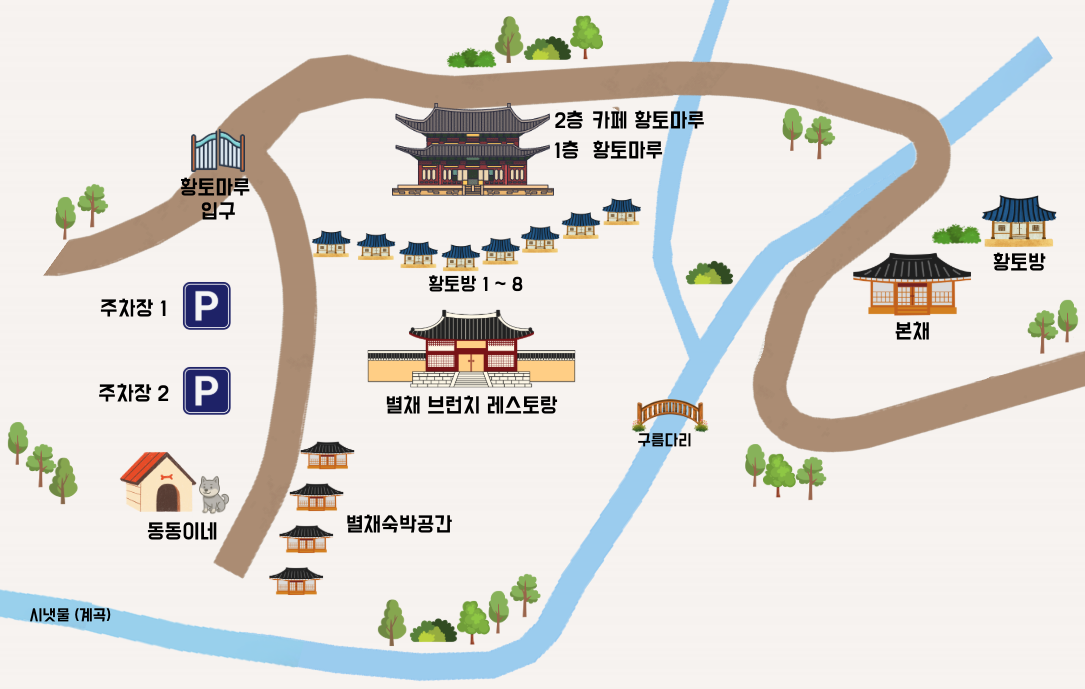 2층 카페 황토마루
1층 황토마루
황토마루
입구
황토방
황토방 1 ~ 8
주차장 1
P
본채
주차장 2
P
별채 브런치 레스토랑
구름다리
별채숙박공간
동동이네
시냇물 (계곡)